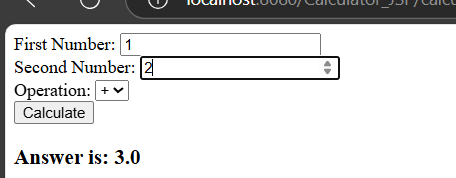 localhost:8080/Calculator_JSP/calc
First Number: 1
Second Number: 2
Operation: +
Calculate
Answer is: 3.0